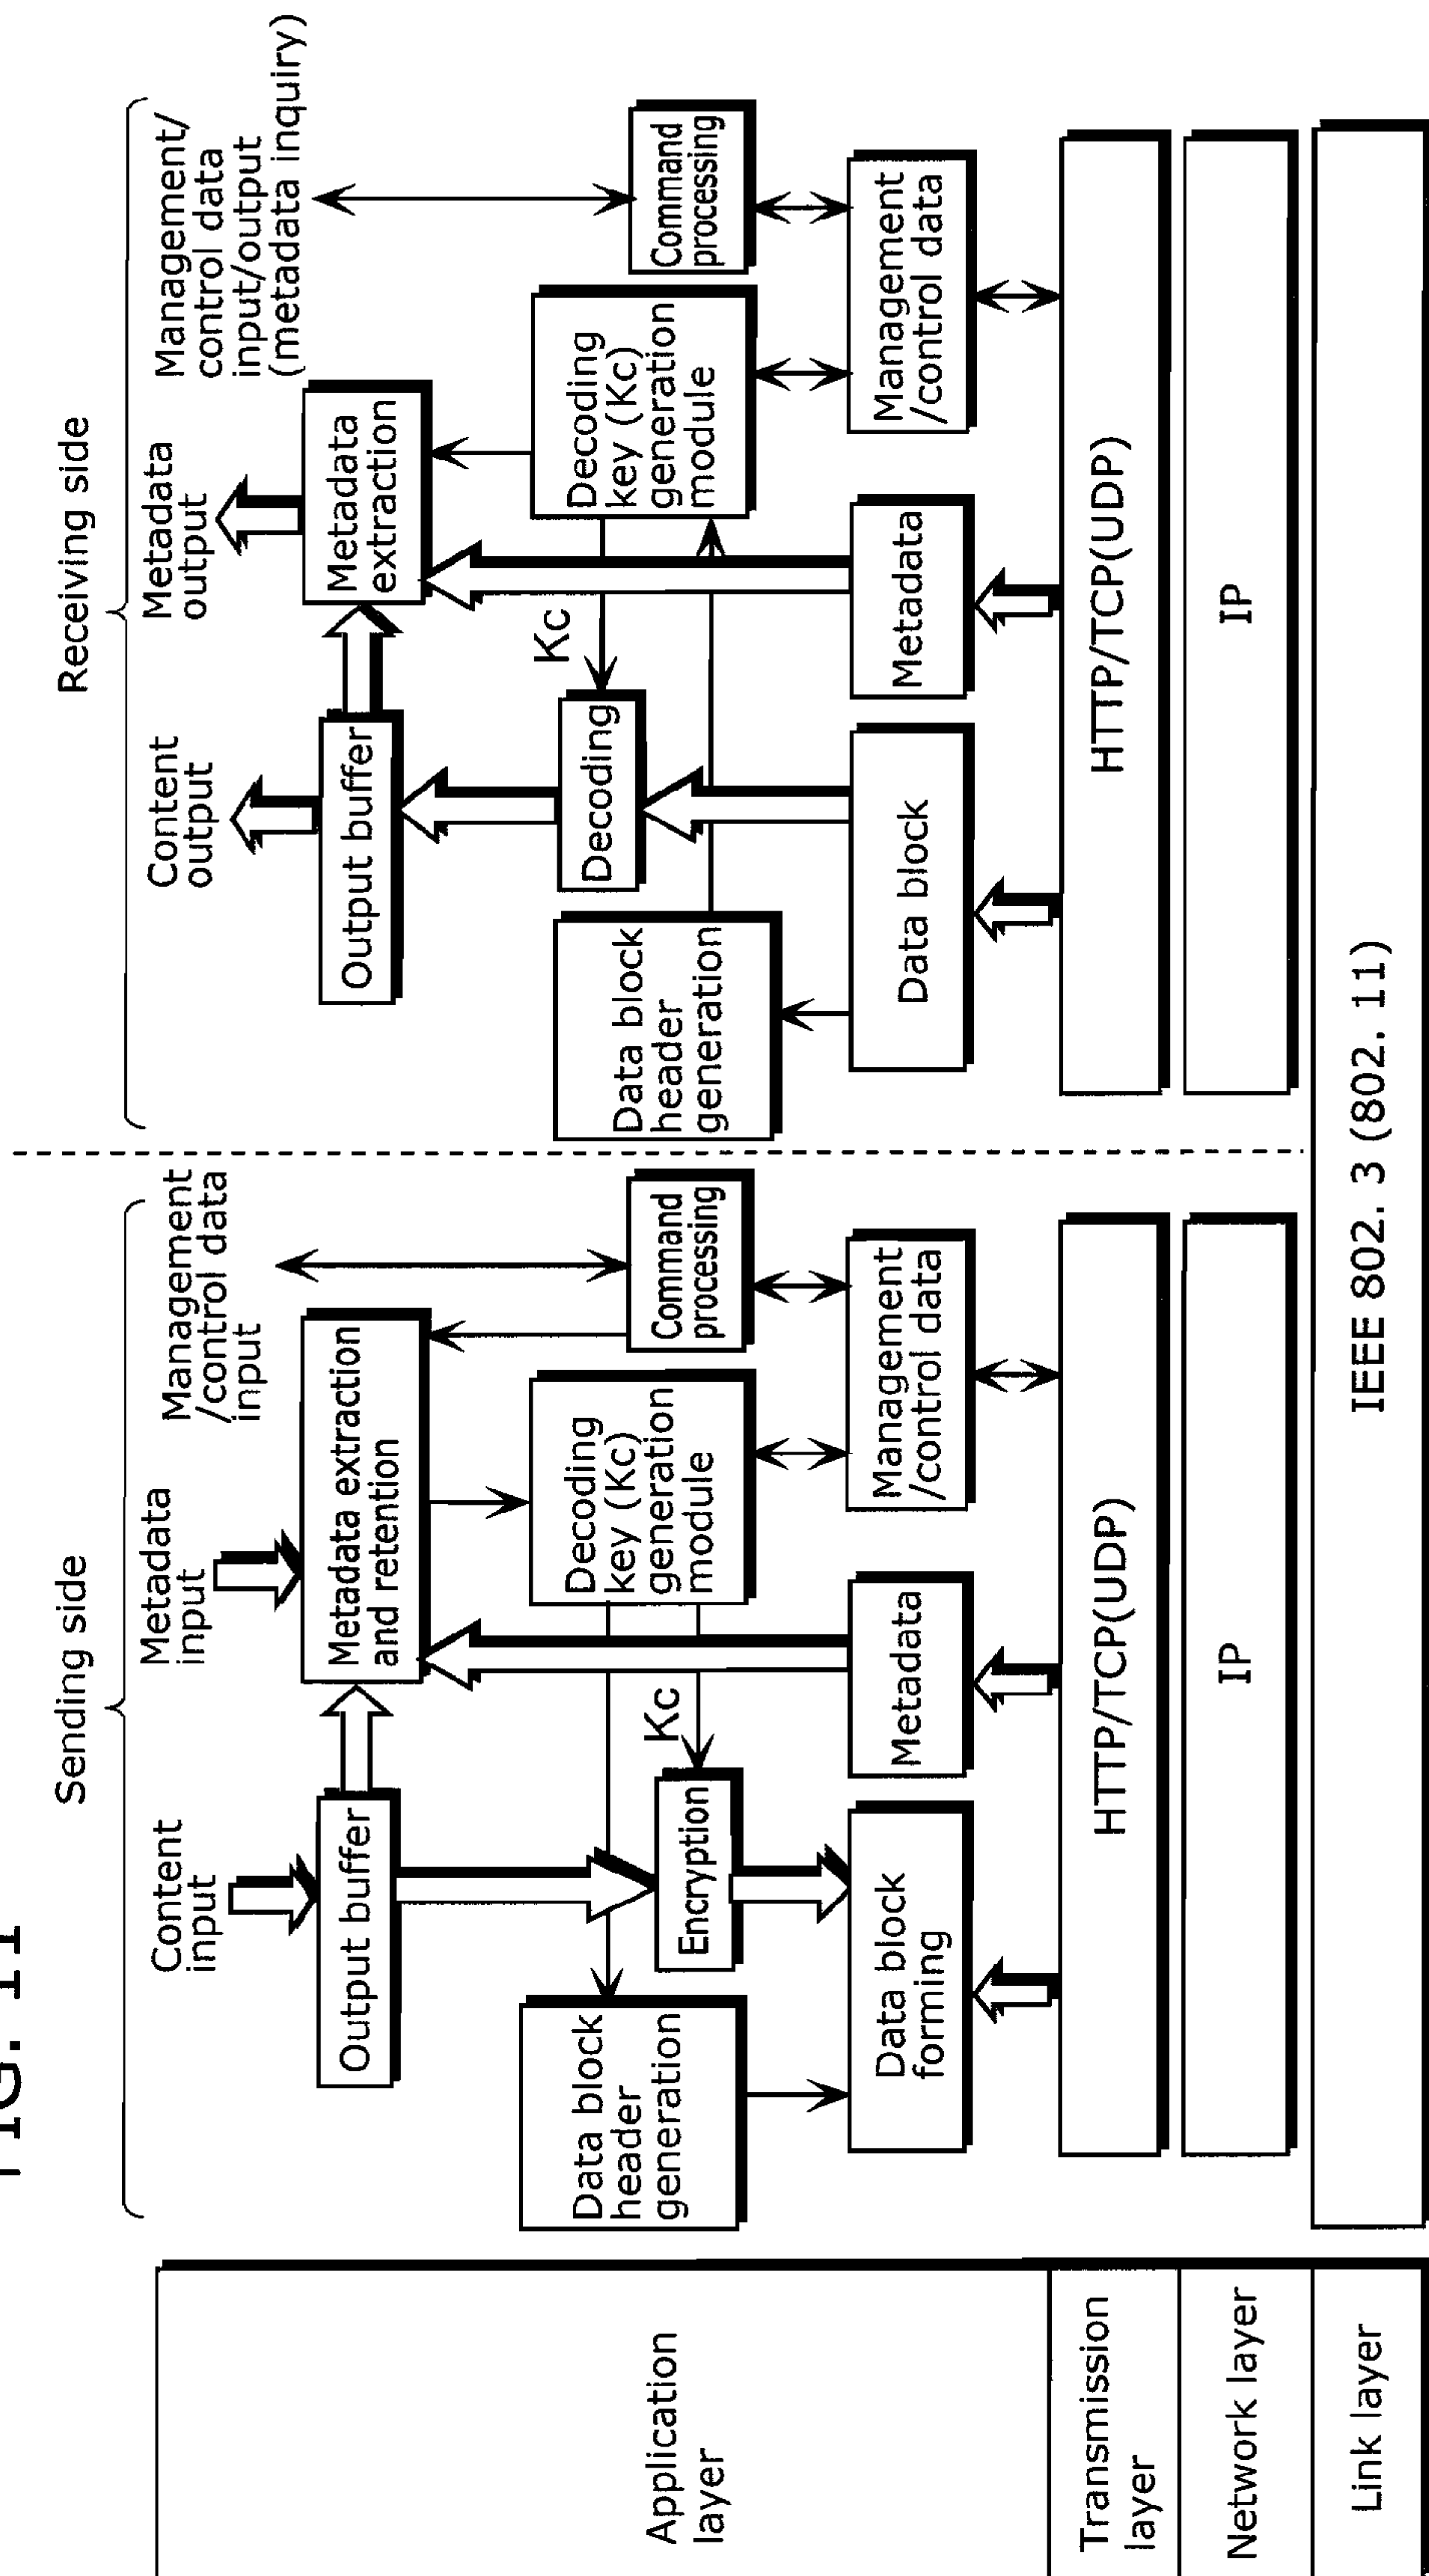 FIG. 11
Sending side
Receiving side
Content
input
Metadata
input
Management
/control data
input
Content
output
Metadata
output
Management/
control data
input/output
(metadata inquiry)
Output buffer
Metadata extraction
and retention
Output buffer
Metadata
extraction
Data block
header
generation
Encryption
Kc
Decoding
key (Kc)
generation
module
Command
processing
Data block
header
generation
Decoding
Kc
Decoding
key (Kc)
generation
module
Command
processing
Data block
forming
Metadata
Management
/control data
Data block
Metadata
Management
/control data
Application
layer
Transmission
layer
HTTP/TCP(UDP)
HTTP/TCP(UDP)
Network layer
IP
IP
Link layer
IEEE 802. 3 (802. 11)